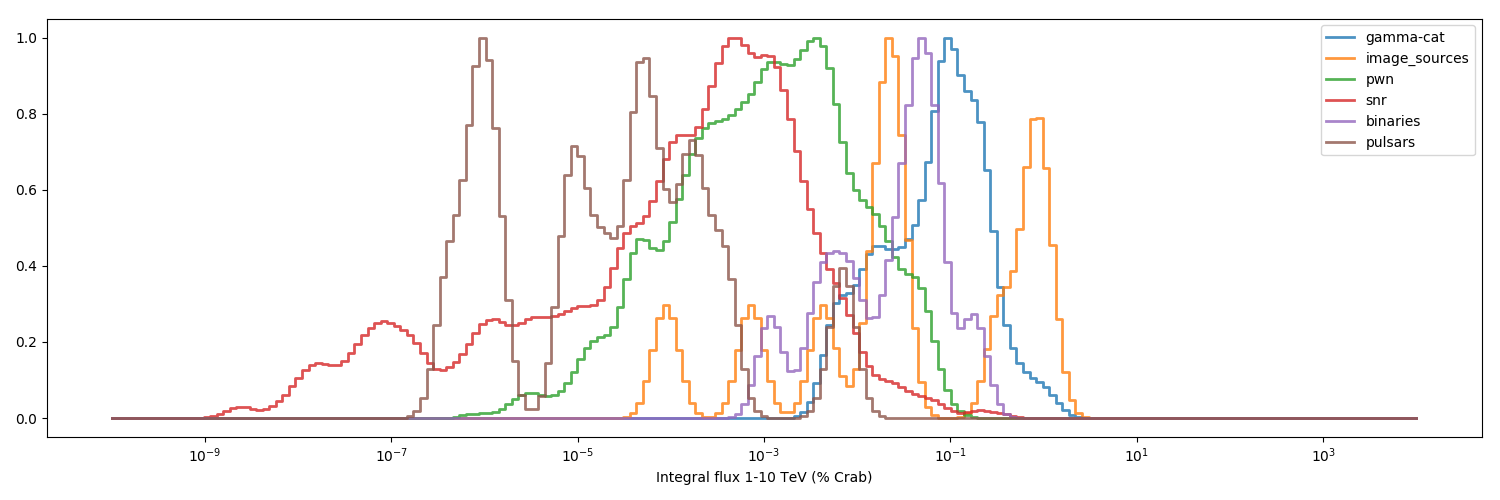 1.0
0.8
0.6
0.4
0.2
0.0
10⁻⁹ 10⁻⁷ 10⁻⁵ 10⁻³ 10⁻¹ 10¹ 10³
Integral flux 1-10 TeV (% Crab)
gamma-cat
image_sources
pwn
snr
binaries
pulsars